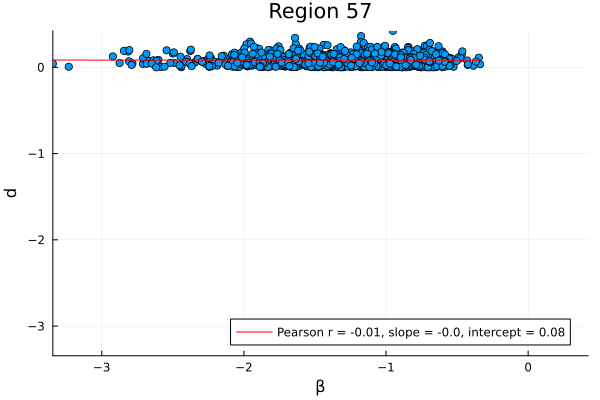 Region 57
d
0
−1
−2
−3
Pearson r = -0.01, slope = -0.0, intercept = 0.08
−3
−2
−1
0
β